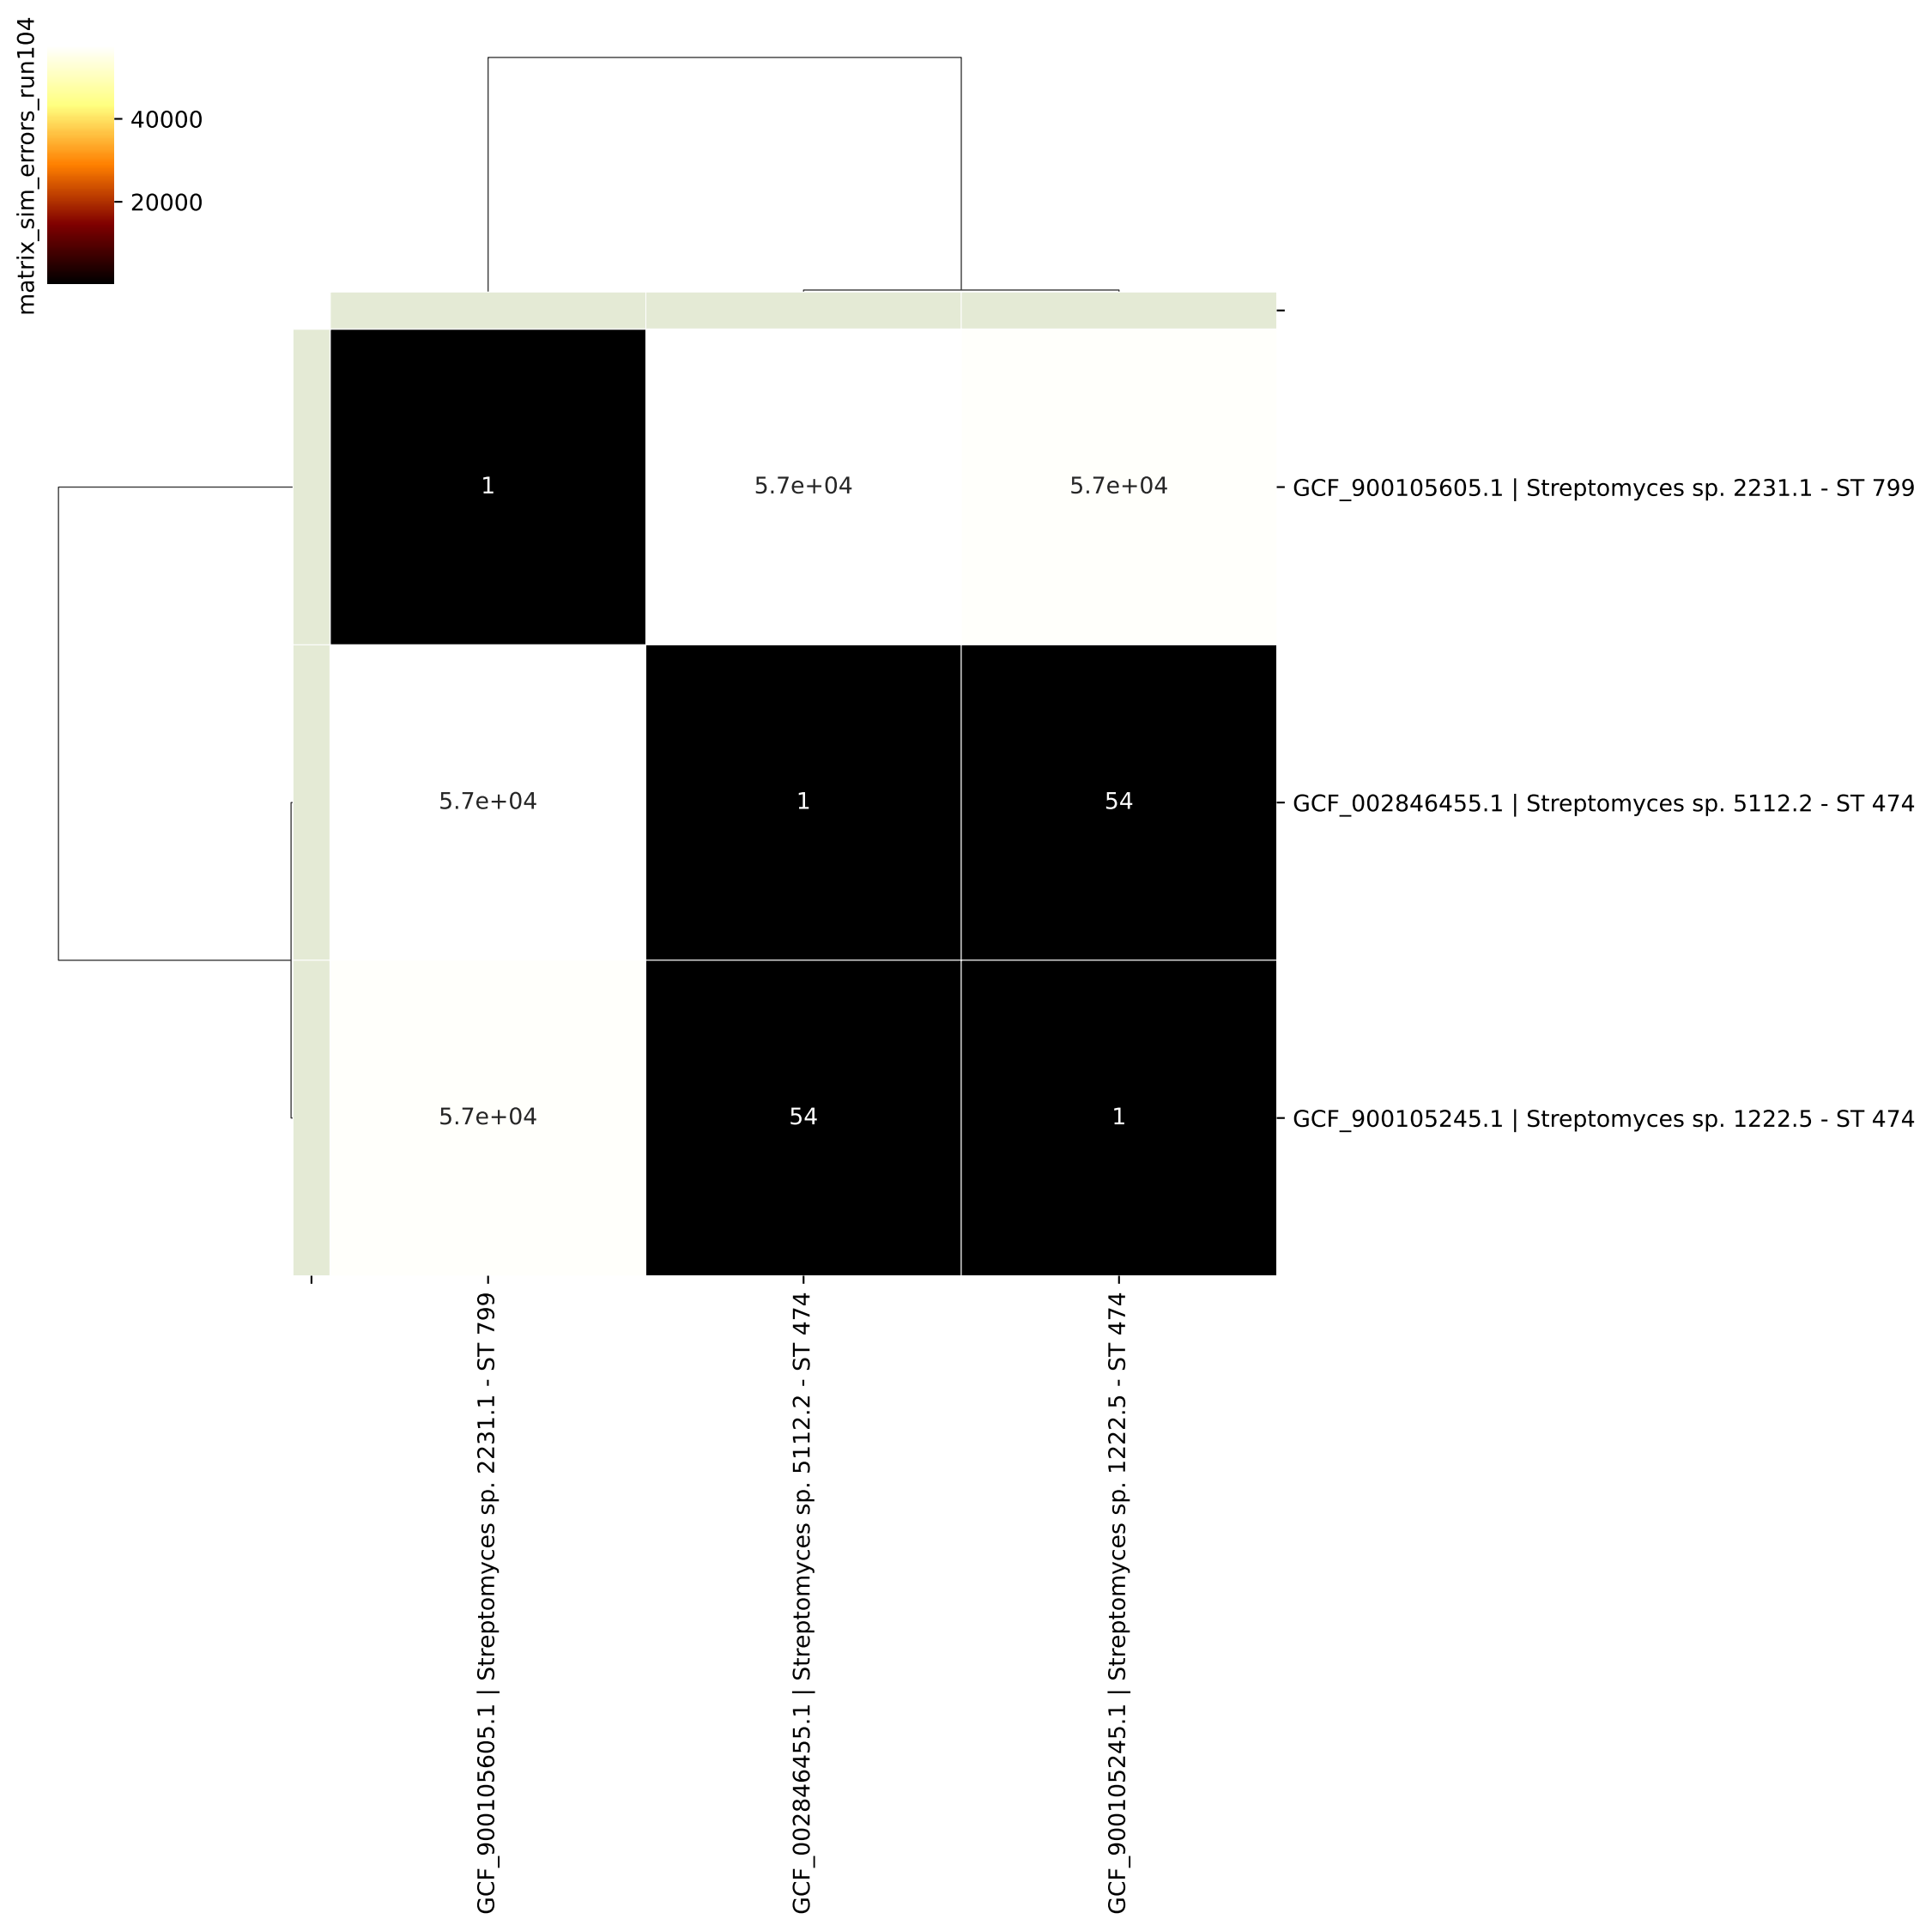 matrix_sim_errors_run104
40000
20000
1
5.7e+04
5.7e+04
GCF_900105605.1 | Streptomyces sp. 2231.1 - ST 799
5.7e+04
1
54
GCF_002846455.1 | Streptomyces sp. 5112.2 - ST 474
5.7e+04
54
1
GCF_900105245.1 | Streptomyces sp. 1222.5 - ST 474
GCF_900105605.1 | Streptomyces sp. 2231.1 - ST 799
GCF_002846455.1 | Streptomyces sp. 5112.2 - ST 474
GCF_900105245.1 | Streptomyces sp. 1222.5 - ST 474